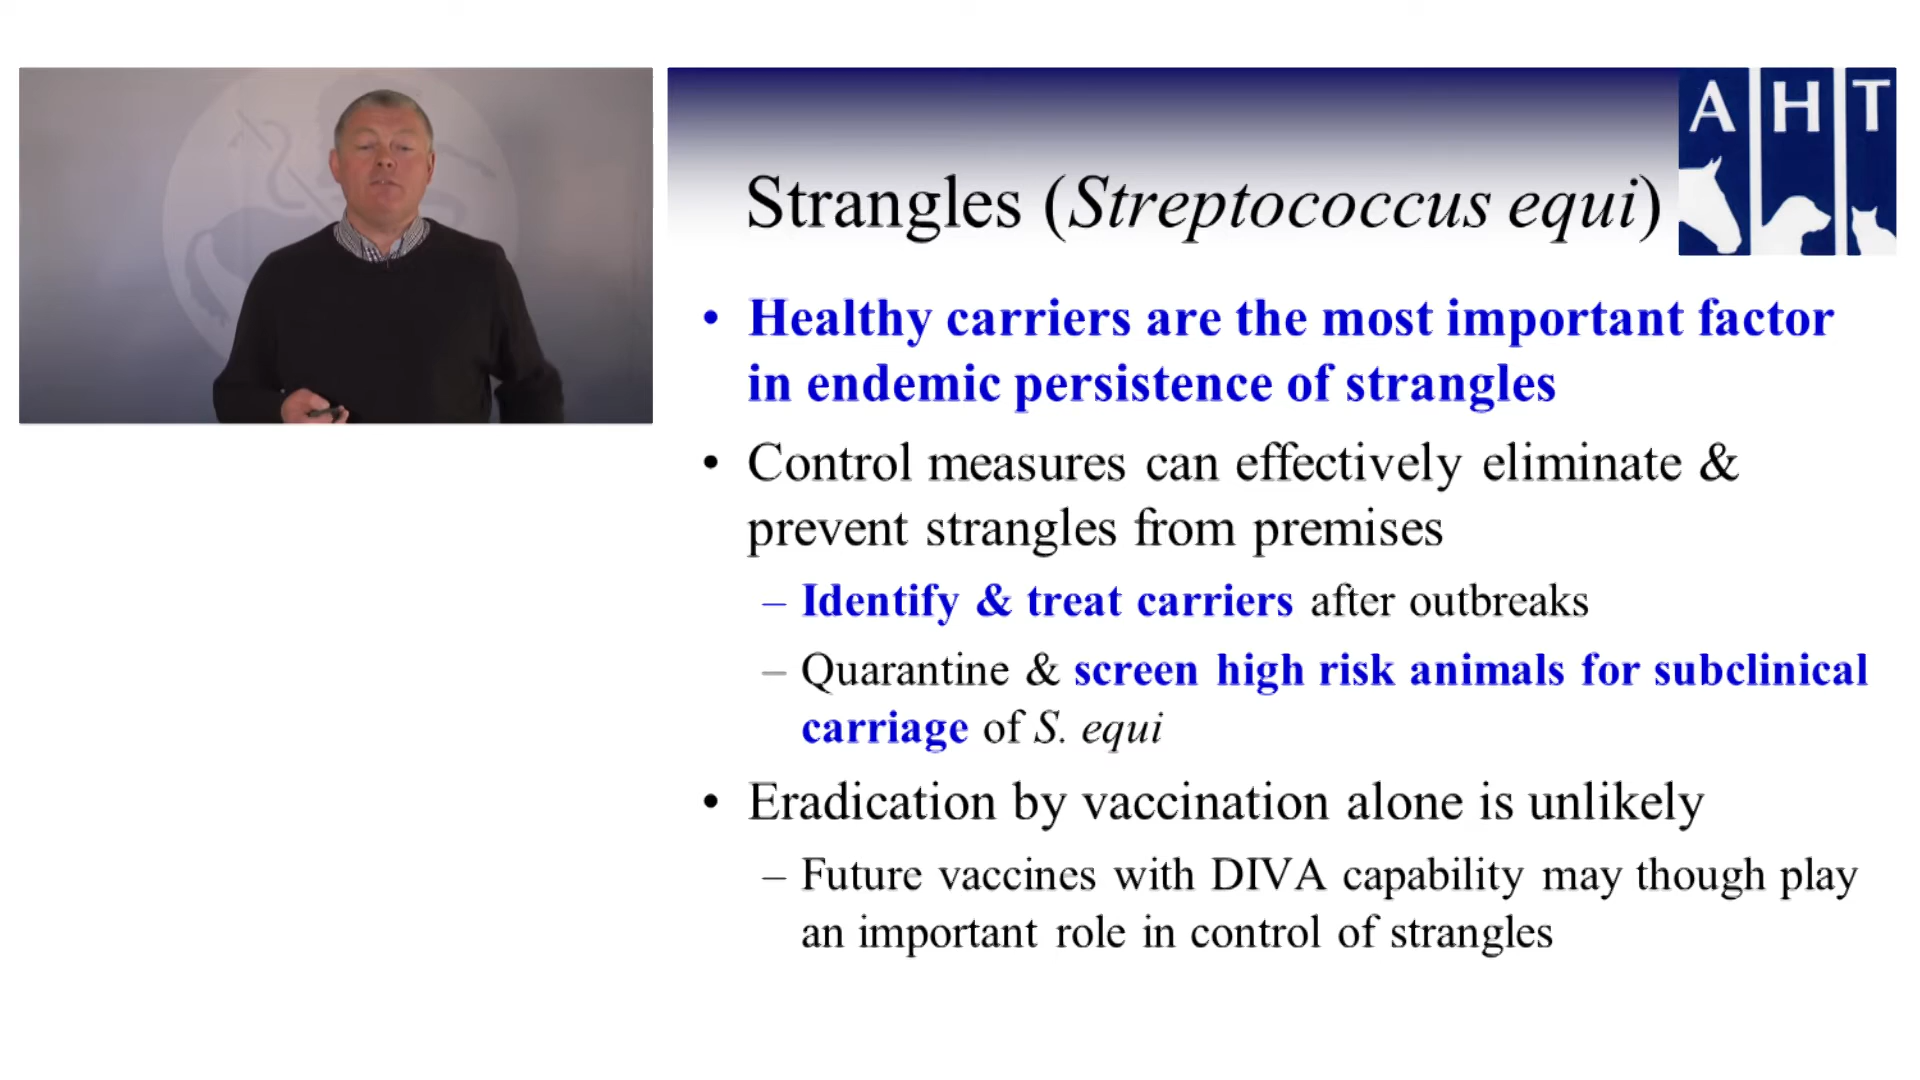 A H T
Strangles (Streptococcus equi)
• Healthy carriers are the most important factor
in endemic persistence of strangles
• Control measures can effectively eliminate &
prevent strangles from premises
– Identify & treat carriers after outbreaks
– Quarantine & screen high risk animals for subclinical
carriage of S. equi
• Eradication by vaccination alone is unlikely
– Future vaccines with DIVA capability may though play
an important role in control of strangles